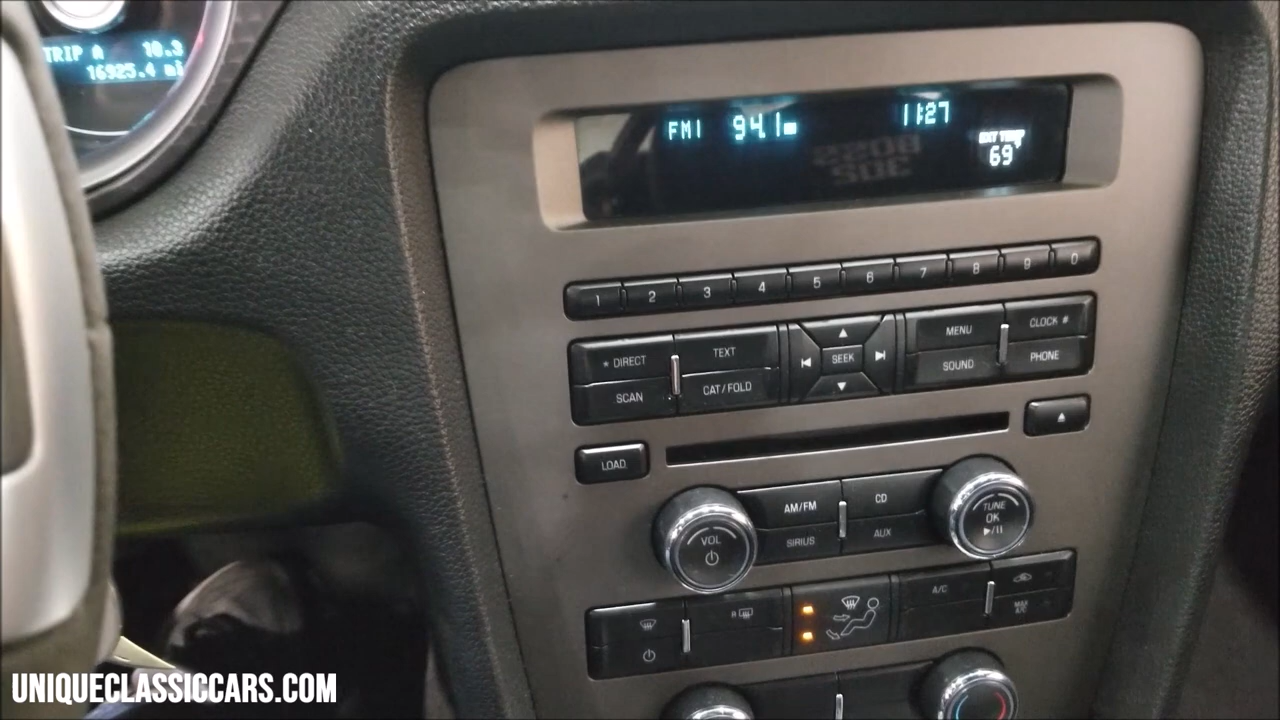 TRIP A 10.3
16925.4 mi
FM1 94.1 11:27
EXT TEMP
69°
1 2 3 4 5 6 7 8 9 0
* DIRECT TEXT SEEK MENU CLOCK #
SCAN CAT/FOLD SOUND PHONE
LOAD
VOL AM/FM CD TUNE
OK
SIRIUS AUX
R A/C
MAX A/C
UNIQUECLASSICCARS.COM